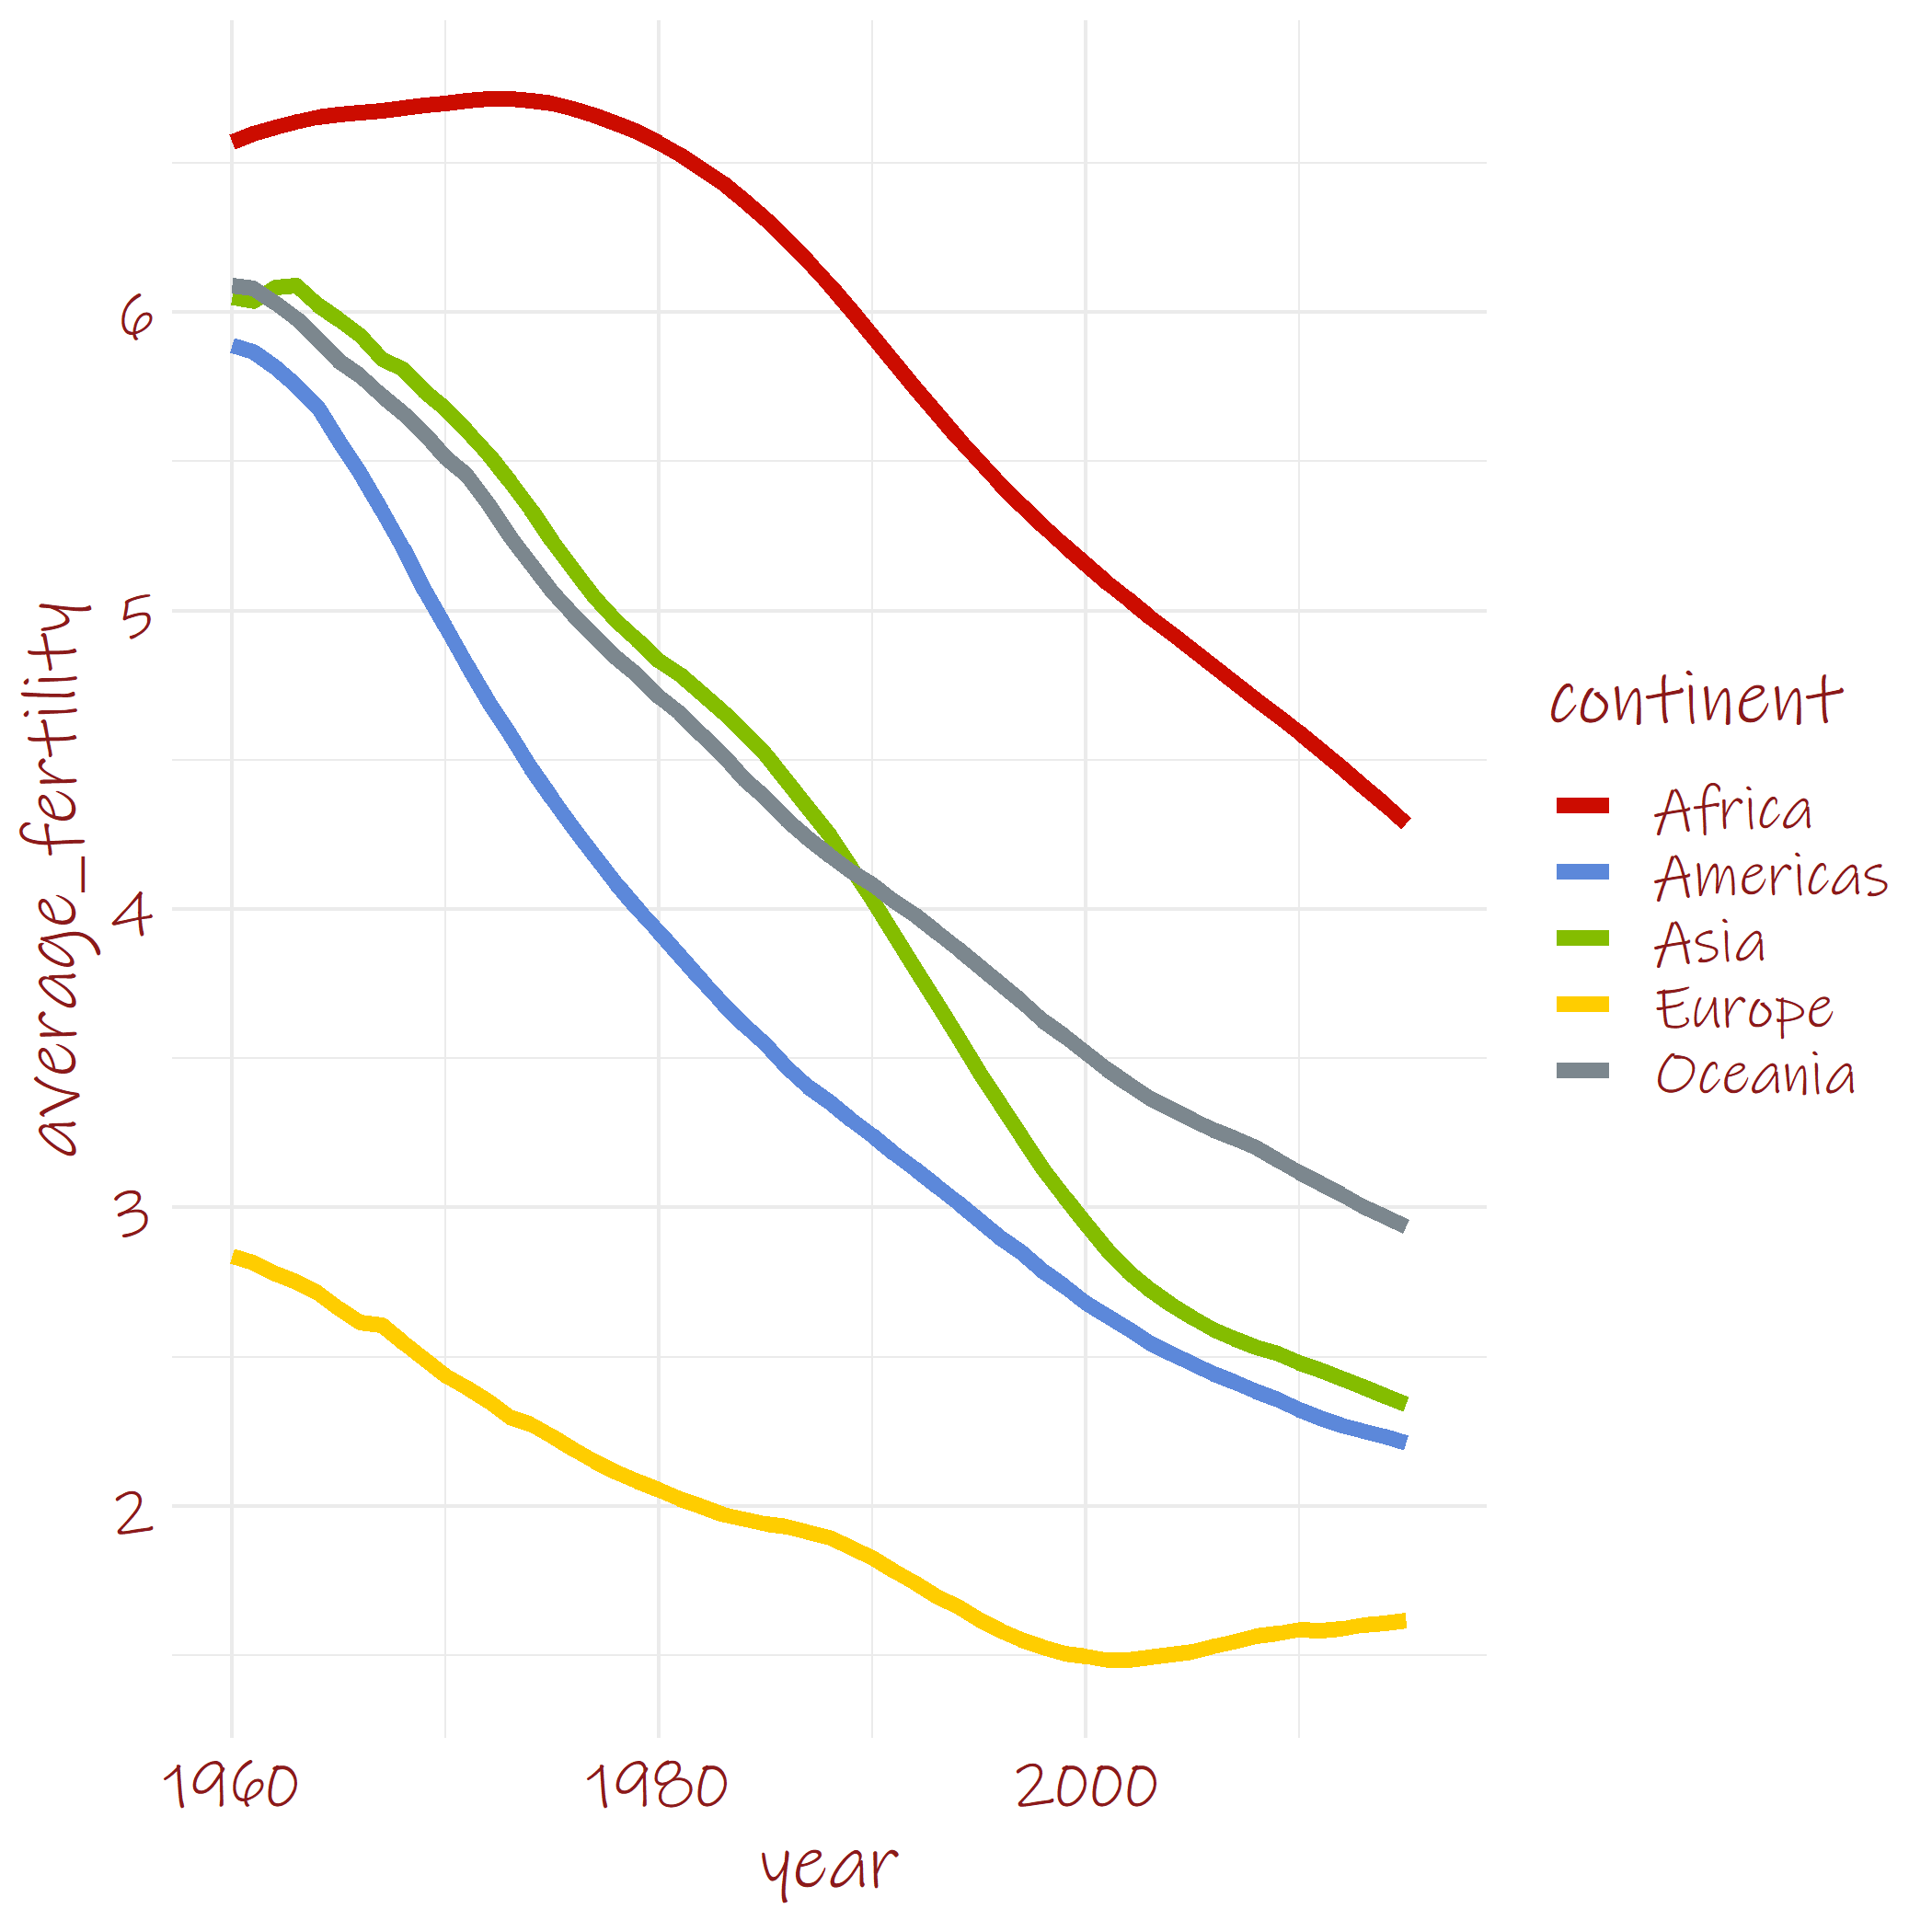 average_fertility
6
5
4
3
2
1960 1980 2000
year
continent
Africa
Americas
Asia
Europe
Oceania